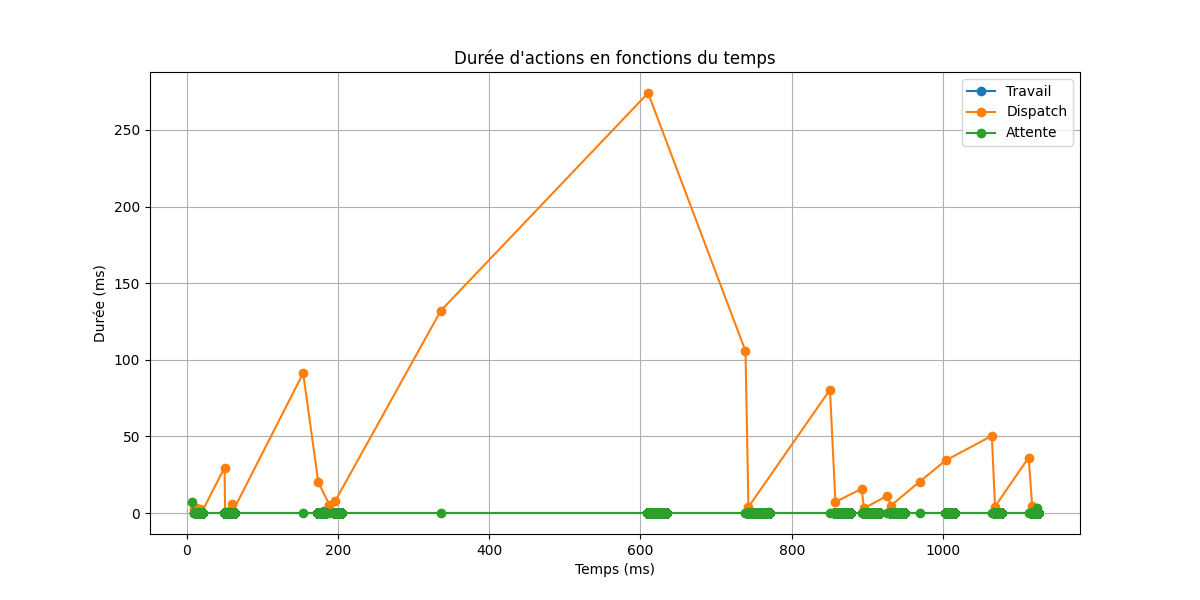 Durée d'actions en fonctions du temps
Travail
Dispatch
Attente
Durée (ms)
250
200
150
100
50
0
0 200 400 600 800 1000
Temps (ms)